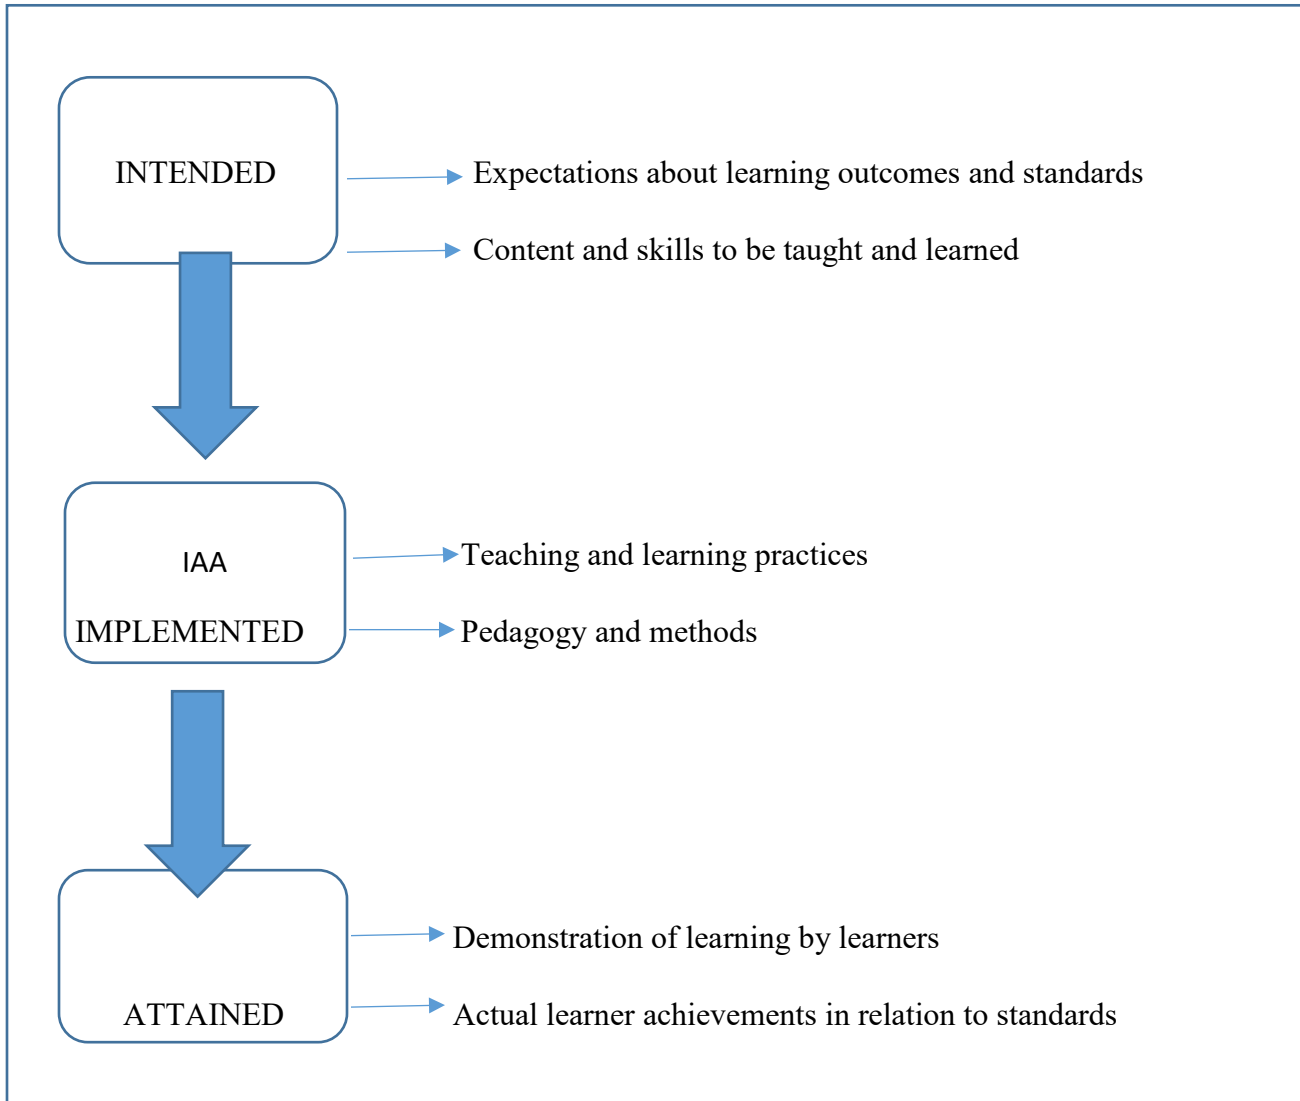 INTENDED
Expectations about learning outcomes and standards
Content and skills to be taught and learned
IAA
IMPLEMENTED
Teaching and learning practices
Pedagogy and methods
ATTAINED
Demonstration of learning by learners
Actual learner achievements in relation to standards